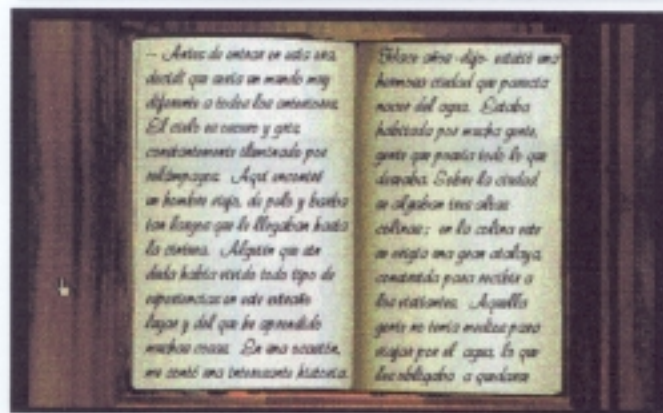 — Antes de entrar en esta era,
decidí que sería un mundo muy
diferente a todos los anteriores.
El cielo es oscuro y gris,
constantemente iluminado por
relámpagos. Aquí encontré
un hombre viejo, de pelo y barba
tan largos que le llegaban hasta
la cintura. Alguien que sin
duda había vivido todo tipo de
experiencias en este extraño
lugar y del que he aprendido
muchas cosas. En una ocasión,
me contó una interesante historia.
Hace años -dijo- existió una
hermosa ciudad que parecía
nacer del agua. Estaba
habitada por mucha gente,
gente que poseía todo lo que
deseaba. Sobre la ciudad
se alzaban tres altas
colinas; en la colina este
se erigía una gran atalaya,
construida para recibir a
los visitantes. Aquella
gente no tenía medios para
viajar por el agua, lo que
les obligaba a quedarse